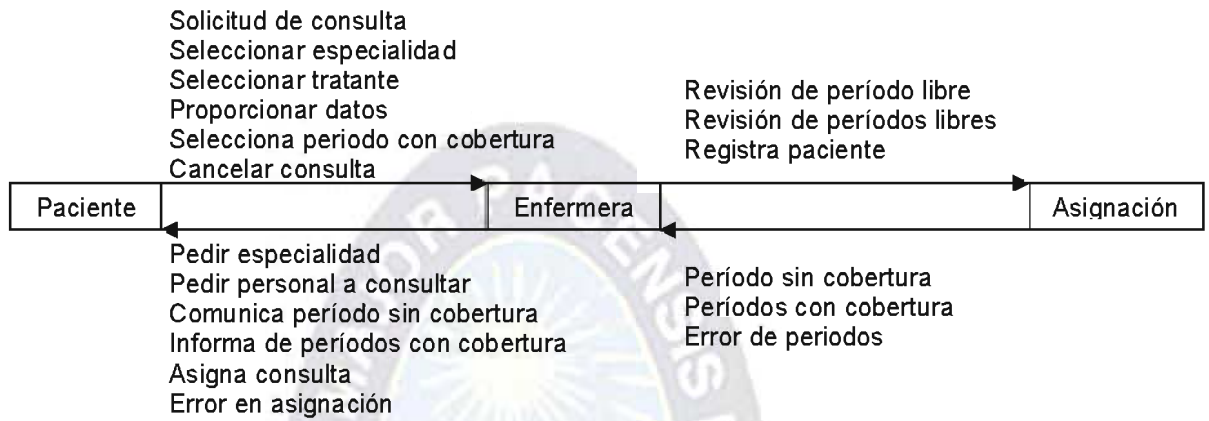 Solicitud de consulta
Seleccionar especialidad
Seleccionar tratante
Proporcionar datos
Selecciona periodo con cobertura
Cancelar consulta
Revisión de período libre
Revisión de períodos libres
Registra paciente
Paciente
Enfermera
Asignación
Pedir especialidad
Pedir personal a consultar
Comunica período sin cobertura
Informa de períodos con cobertura
Asigna consulta
Error en asignación
Período sin cobertura
Períodos con cobertura
Error de periodos